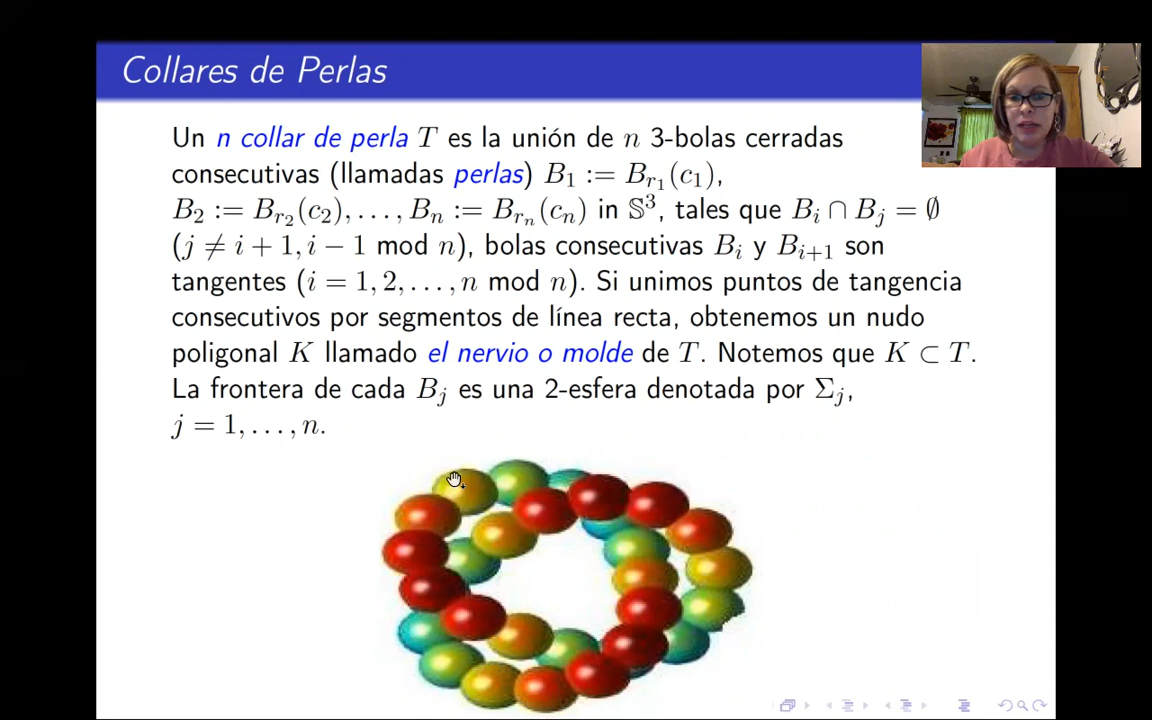 Collares de Perlas
Un n collar de perla T es la unión de n 3-bolas cerradas
consecutivas (llamadas perlas) B₁ := B_{r₁}(c₁),
B₂ := B_{r₂}(c₂), . . . , Bₙ := B_{rₙ}(cₙ) in 𝕊³, tales que Bᵢ ∩ Bⱼ = ∅
(j ≠ i + 1, i − 1 mod n), bolas consecutivas Bᵢ y Bᵢ₊₁ son
tangentes (i = 1, 2, . . . , n mod n). Si unimos puntos de tangencia
consecutivos por segmentos de línea recta, obtenemos un nudo
poligonal K llamado el nervio o molde de T. Notemos que K ⊂ T.
La frontera de cada Bⱼ es una 2-esfera denotada por Σⱼ,
j = 1, . . . , n.